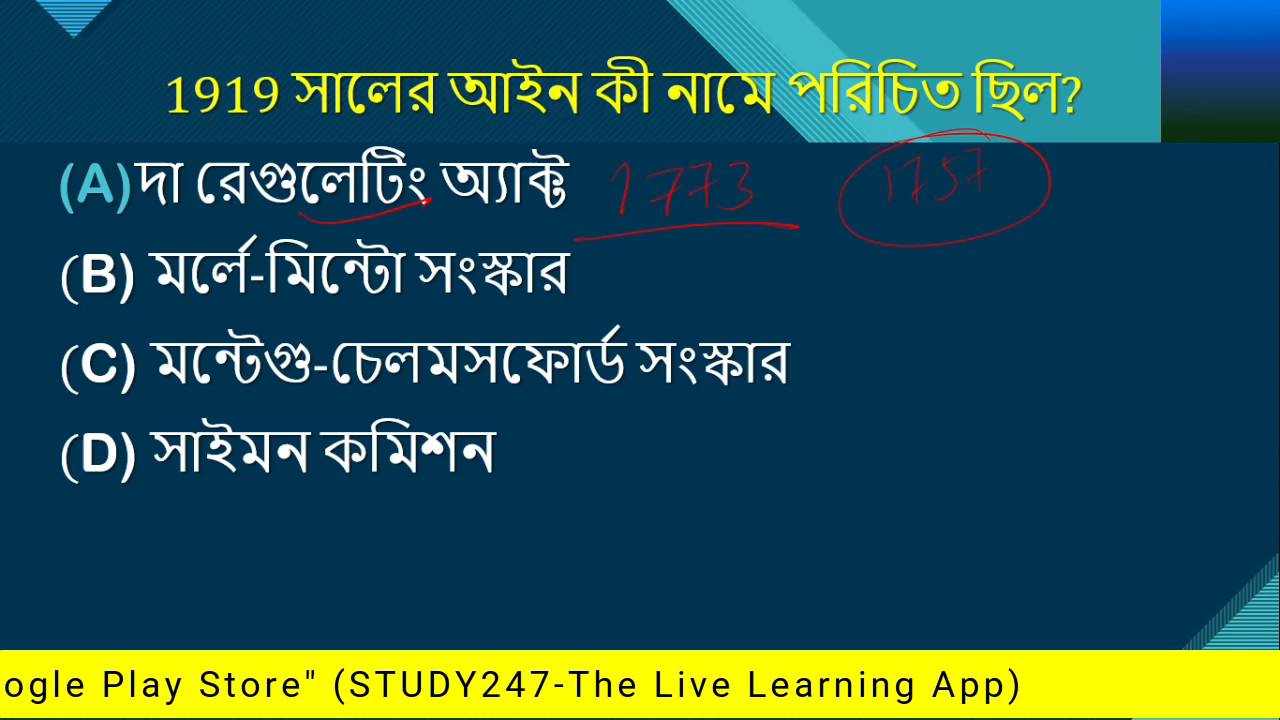 1919 সালের আইন কী নামে পরিচিত ছিল?
(A) দা রেগুলেটিং অ্যাক্ট 1773 1757
(B) মর্লে-মিন্টো সংস্কার
(C) মন্টেগু-চেলমসফোর্ড সংস্কার
(D) সাইমন কমিশন
ogle Play Store" (STUDY247-The Live Learning App)